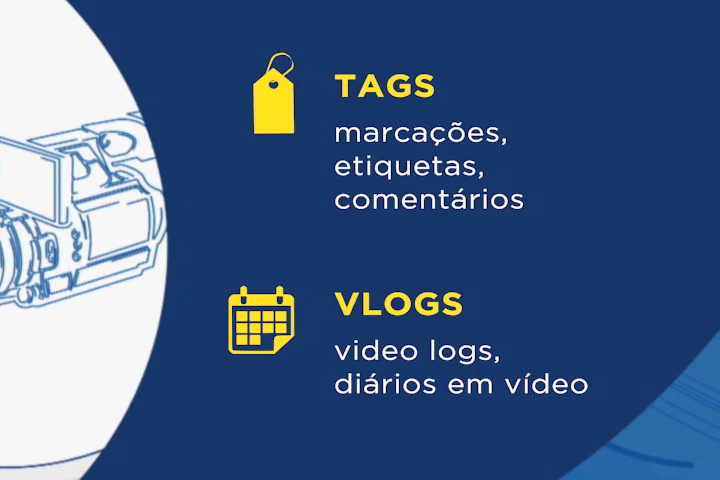 TAGS
marcações,
etiquetas,
comentários
VLOGS
video logs,
diários em vídeo